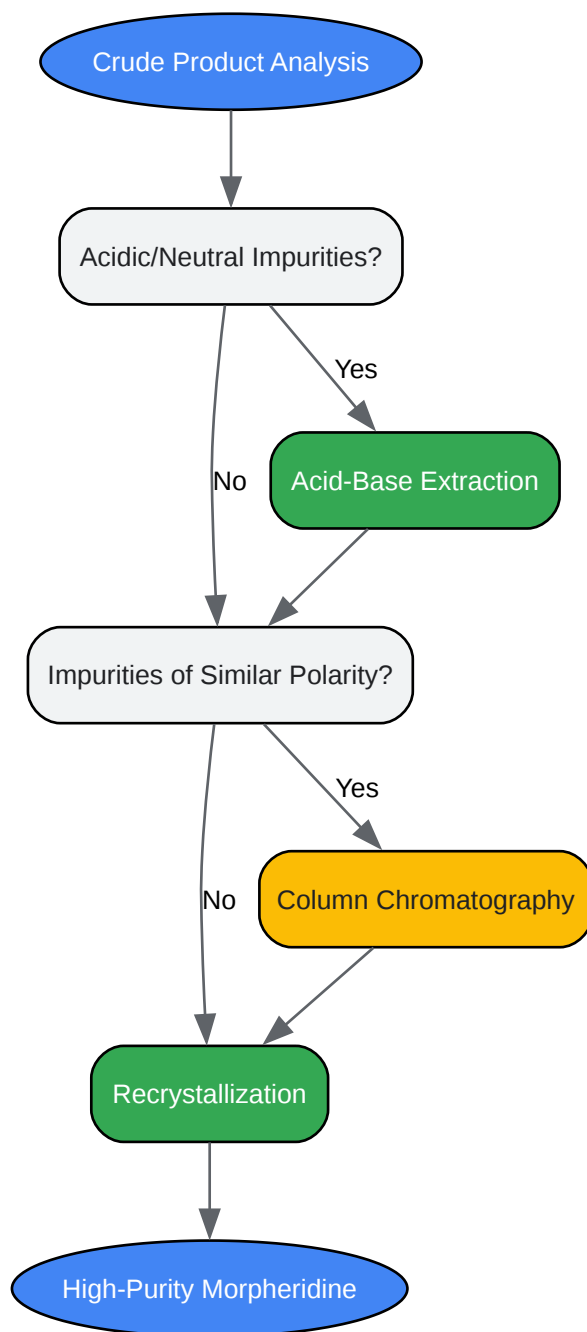 Crude Product Analysis
Acidic/Neutral Impurities?
Yes
Acid-Base Extraction
No
Impurities of Similar Polarity?
Yes
Column Chromatography
No
Recrystallization
High-Purity Morpheridine